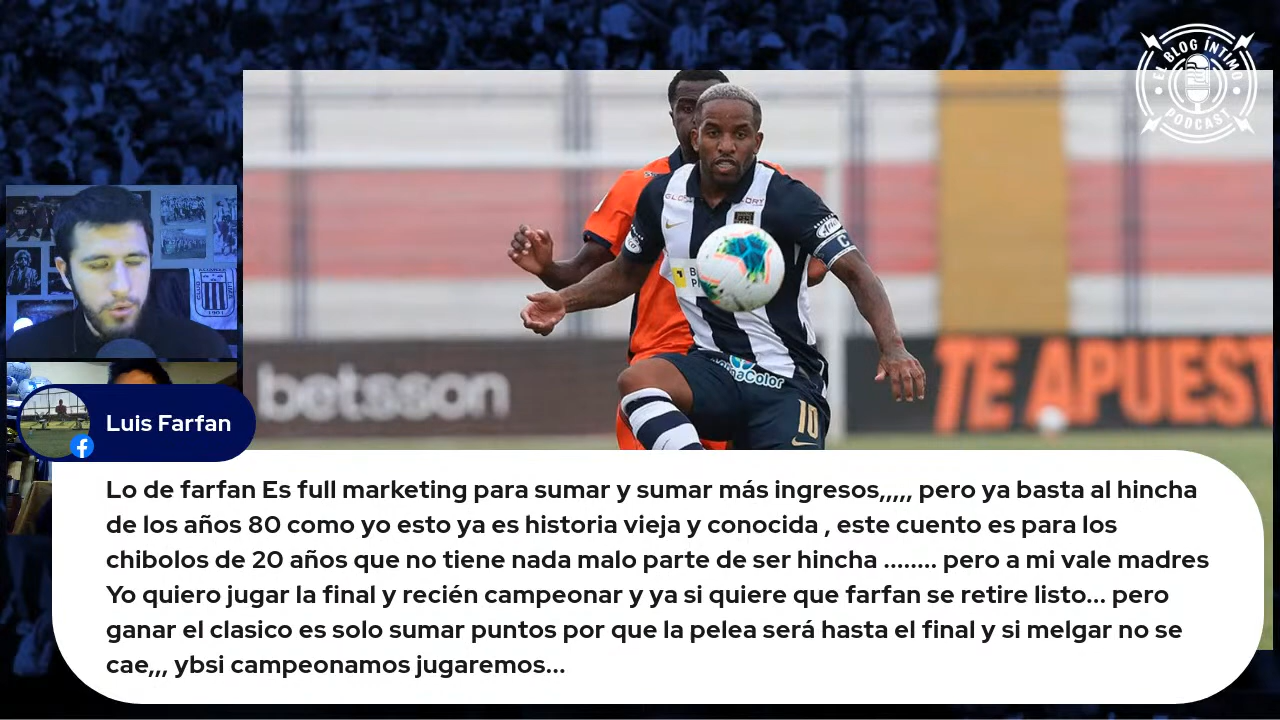 EL BLOG ÍNTIMO
PODCAST
betsson
TE APUEST
10
Luis Farfan
Lo de farfan Es full marketing para sumar y sumar más ingresos,,,,, pero ya basta al hincha
de los años 80 como yo esto ya es historia vieja y conocida , este cuento es para los
chibolos de 20 años que no tiene nada malo parte de ser hincha ........ pero a mi vale madres
Yo quiero jugar la final y recién campeonar y ya si quiere que farfan se retire listo... pero
ganar el clasico es solo sumar puntos por que la pelea será hasta el final y si melgar no se
cae,,, ybsi campeonamos jugaremos...